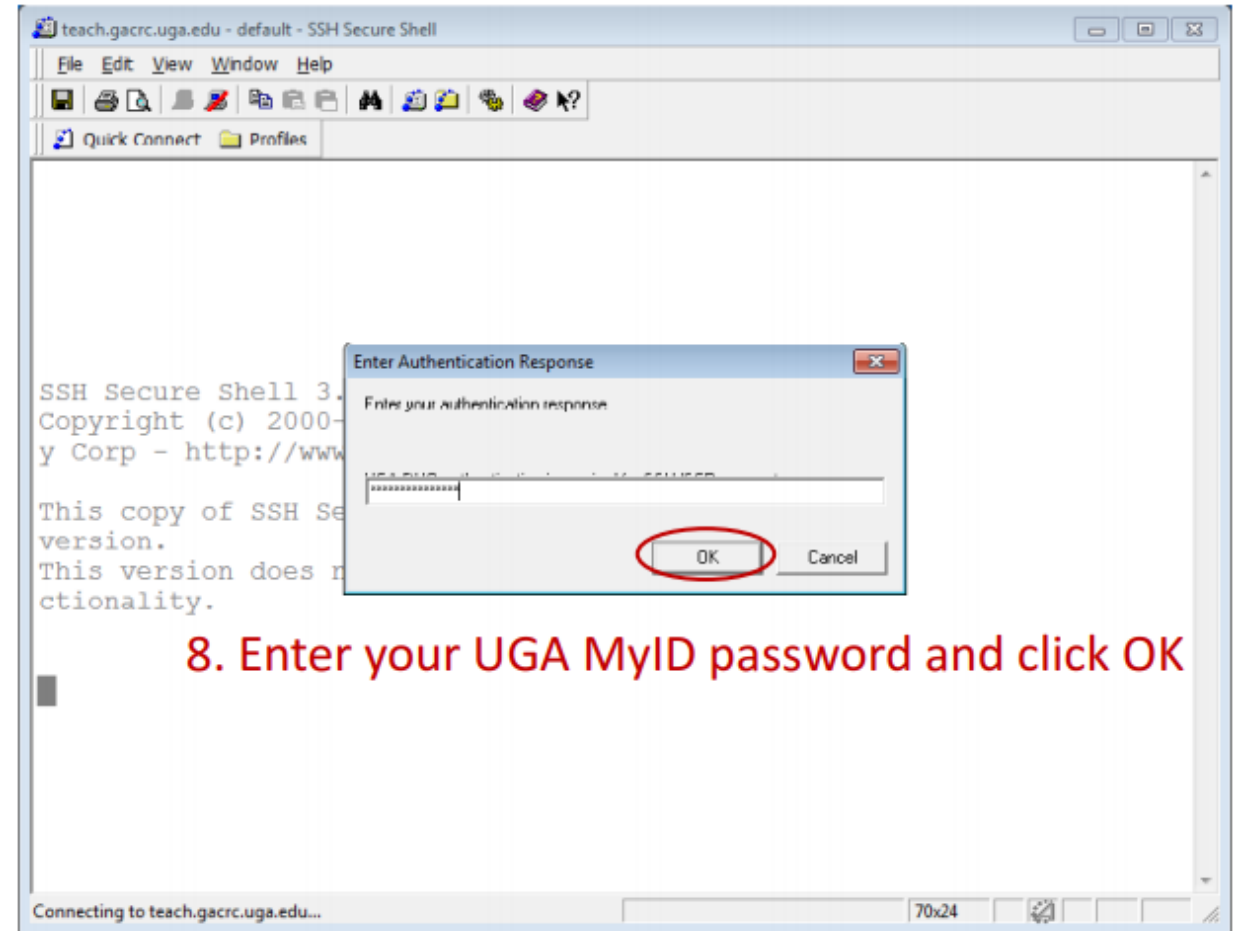 teach.gacrc.uga.edu - default - SSH Secure Shell
File Edit View Window Help
Quick Connect Profiles
Enter Authentication Response
Enter your authentication response
SSH Secure Shell 3.
Copyright (c) 2000-
y Corp - http://www
This copy of SSH Se
version.
This version does n
ctionality.
OK Cancel
8. Enter your UGA MyID password and click OK
Connecting to teach.gacrc.uga.edu... 70x24